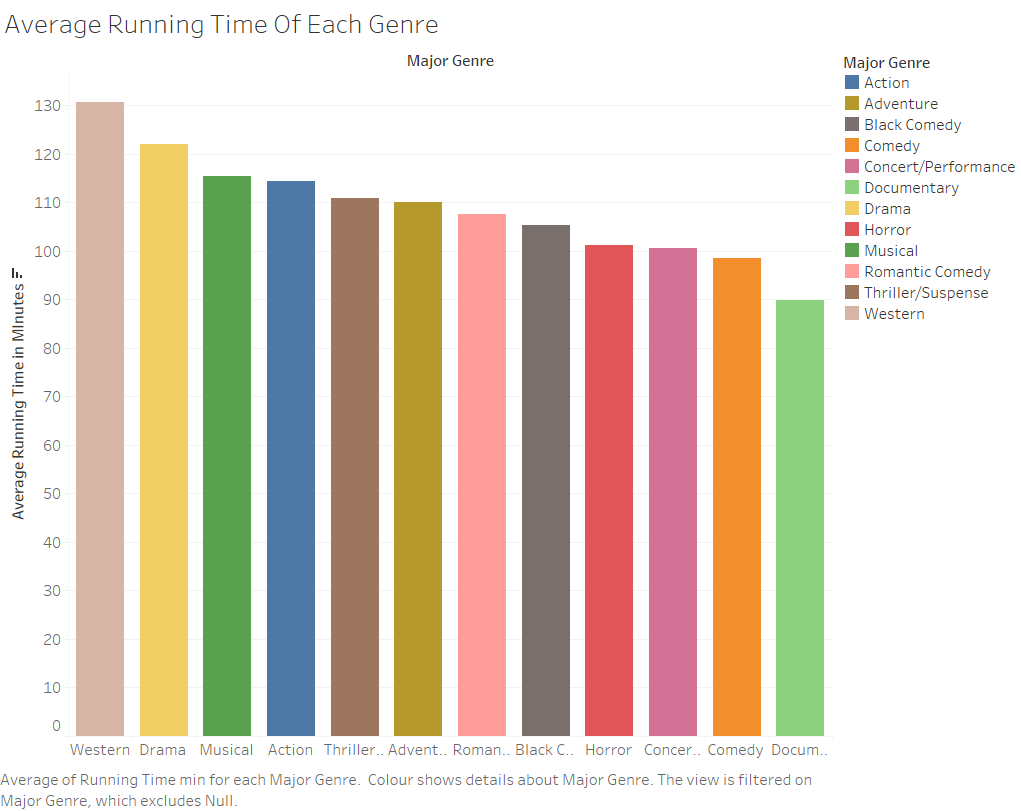 Average Running Time Of Each Genre
Major Genre
Average Running Time in MInutes
130
120
110
100
90
80
70
60
50
40
30
20
10
0
Western Drama Musical Action Thriller.. Advent.. Roman.. Black C.. Horror Concer.. Comedy Docum..
Major Genre
Action
Adventure
Black Comedy
Comedy
Concert/Performance
Documentary
Drama
Horror
Musical
Romantic Comedy
Thriller/Suspense
Western
Average of Running Time min for each Major Genre.  Colour shows details about Major Genre. The view is filtered on
Major Genre, which excludes Null.